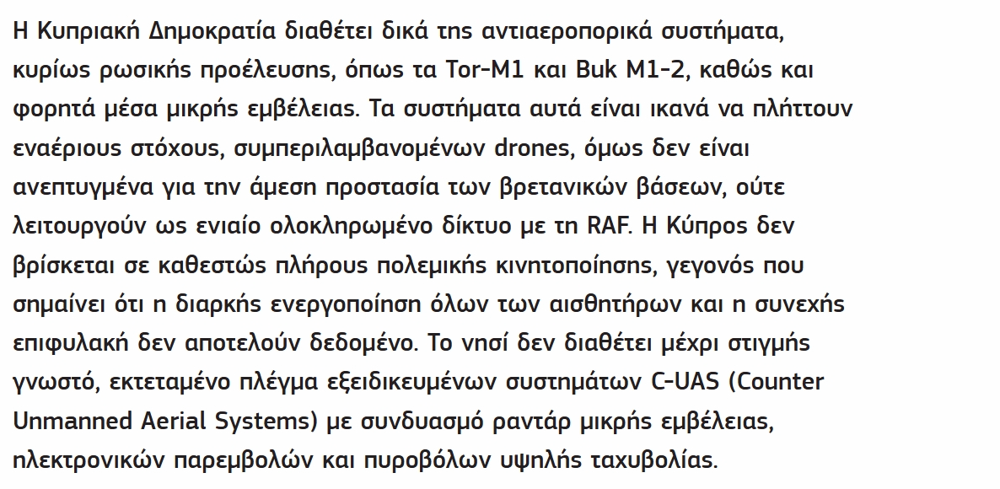 Η Κυπριακή Δημοκρατία διαθέτει δικά της αντιαεροπορικά συστήματα,
κυρίως ρωσικής προέλευσης, όπως τα Tor-M1 και Buk M1-2, καθώς και
φορητά μέσα μικρής εμβέλειας. Τα συστήματα αυτά είναι ικανά να πλήττουν
εναέριους στόχους, συμπεριλαμβανομένων drones, όμως δεν είναι
ανεπτυγμένα για την άμεση προστασία των βρετανικών βάσεων, ούτε
λειτουργούν ως ενιαίο ολοκληρωμένο δίκτυο με τη RAF. Η Κύπρος δεν
βρίσκεται σε καθεστώς πλήρους πολεμικής κινητοποίησης, γεγονός που
σημαίνει ότι η διαρκής ενεργοποίηση όλων των αισθητήρων και η συνεχής
επιφυλακή δεν αποτελούν δεδομένο. Το νησί δεν διαθέτει μέχρι στιγμής
γνωστό, εκτεταμένο πλέγμα εξειδικευμένων συστημάτων C-UAS (Counter
Unmanned Aerial Systems) με συνδυασμό ραντάρ μικρής εμβέλειας,
ηλεκτρονικών παρεμβολών και πυροβόλων υψηλής ταχυβολίας.